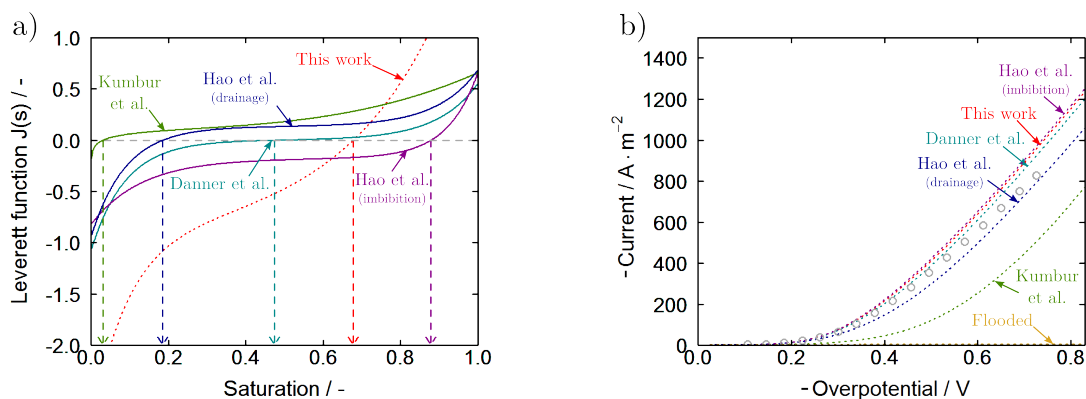 a)
Leverett function J(s) / -
1.0
0.5
0.0
-0.5
-1.0
-1.5
-2.0
This work
Kumbur
et al.
Hao et al.
(drainage)
Danner et al.
Hao et al.
(imbibition)
0.0 0.2 0.4 0.6 0.8 1.0
Saturation / -
b)
-Current / A · m⁻²
1400
1200
1000
800
600
400
200
0
Hao et al.
(imbibition)
This work
Danner et al.
Hao et al.
(drainage)
Kumbur
et al.
Flooded
0.0 0.2 0.4 0.6 0.8
-Overpotential / V